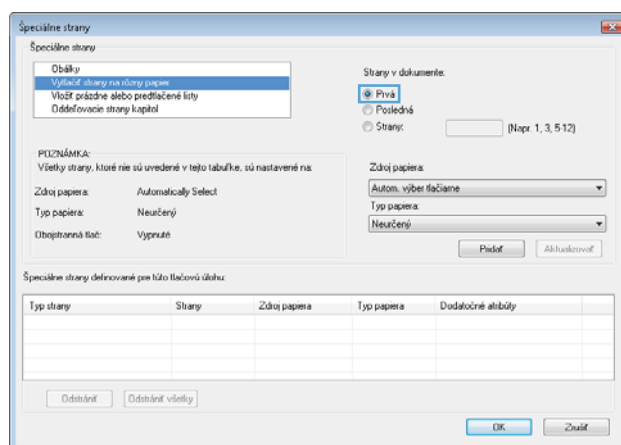 Špeciálne strany
Špeciálne strany
Obálky
Vytlačiť strany na rôzny papier
Vložiť prázdne alebo predtlačené listy
Oddeľovacie strany kapitol
Strany v dokumente:
Prvá
Posledná
Strany:
(Napr. 1, 3, 5-12)
POZNÁMKA:
Všetky strany, ktoré nie sú uvedené v tejto tabuľke, sú nastavené na:
Zdroj papiera: Automatically Select
Typ papiera: Neurčený
Obojstranná tlač: Vypnuté
Zdroj papiera:
Autom. výber tlačiarne
Typ papiera:
Neurčený
Pridať Aktualizovať
Špeciálne strany definované pre túto tlačovú úlohu:
Typ strany Strany Zdroj papiera Typ papiera Dodatočné atribúty
Odstrániť Odstrániť všetky
OK Zrušiť